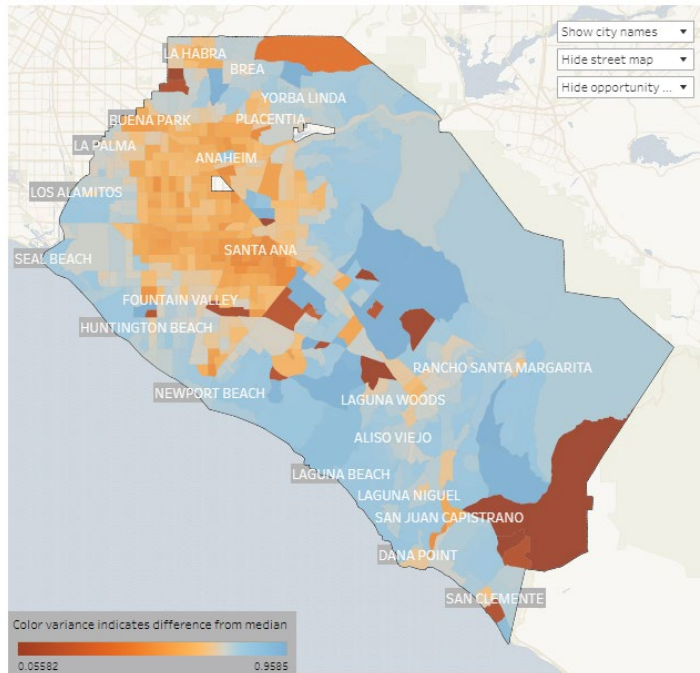 Show city names
Hide street map
Hide opportunity ...
LA HABRA
BREA
YORBA LINDA
BUENA PARK
PLACENTIA
LA PALMA
ANAHEIM
LOS ALAMITOS
SANTA ANA
SEAL BEACH
FOUNTAIN VALLEY
HUNTINGTON BEACH
RANCHO SANTA MARGARITA
NEWPORT BEACH
LAGUNA WOODS
ALISO VIEJO
LAGUNA BEACH
LAGUNA NIGUEL
SAN JUAN CAPISTRANO
DANA POINT
SAN CLEMENTE
Color variance indicates difference from median
0.05582
0.9585